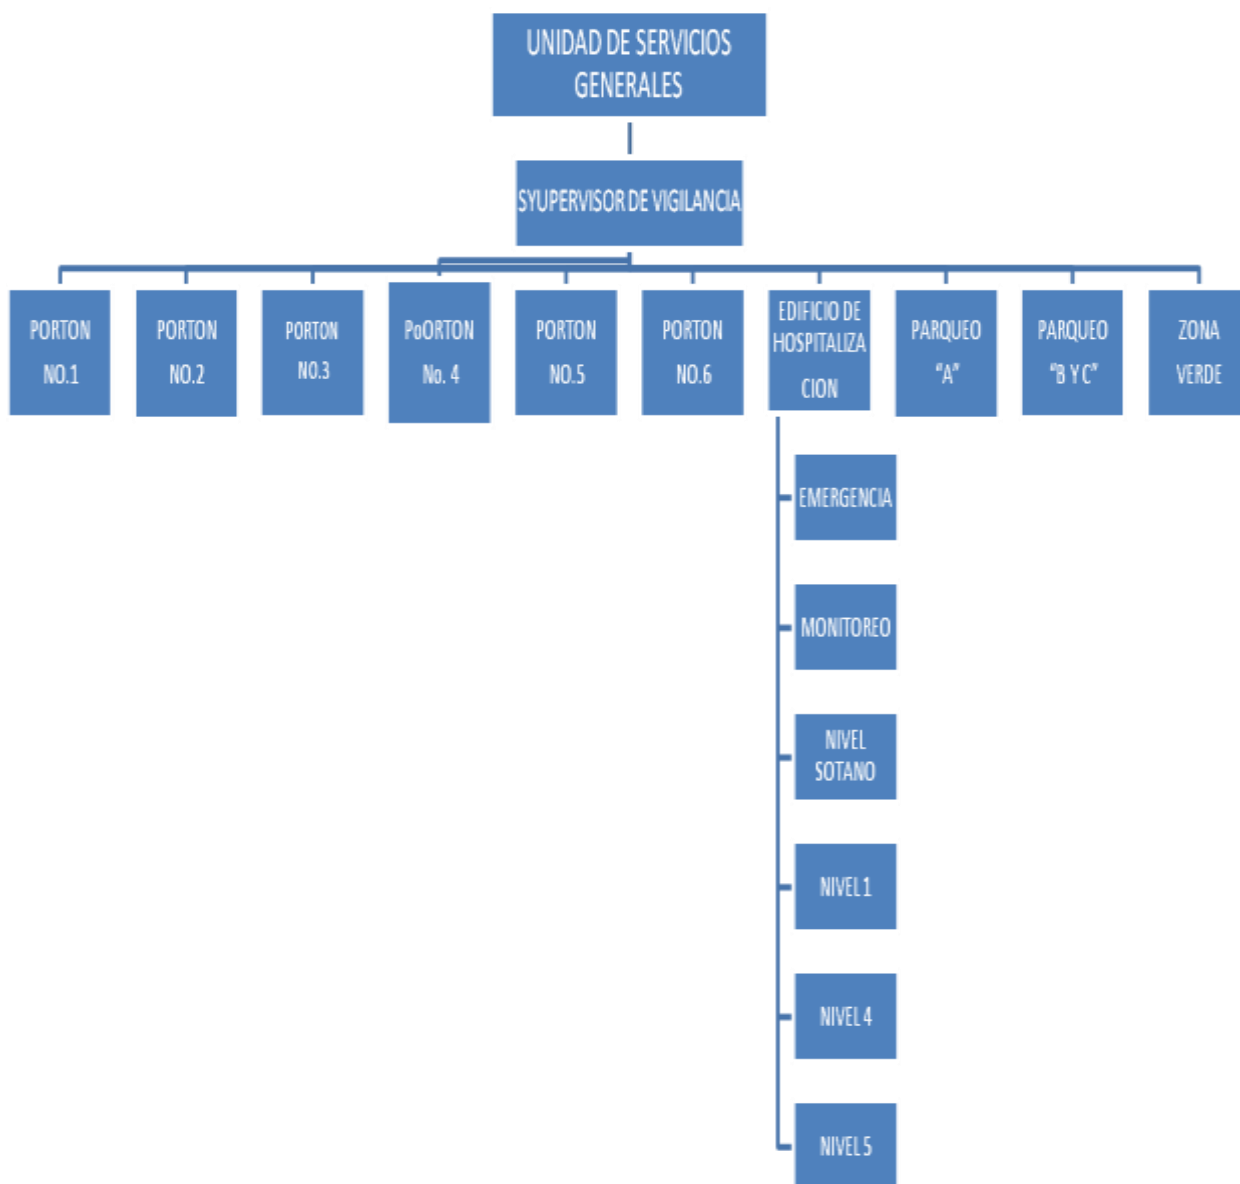 UNIDAD DE SERVICIOS
GENERALES
SYUPERVISOR DE VIGILANCIA
PORTON
NO.1
PORTON
NO.2
PORTON
NO.3
PoORTON
No. 4
PORTON
NO.5
PORTON
NO.6
EDIFICIO DE
HOSPITALIZA
CION
PARQUEO
“A”
PARQUEO
“B Y C”
ZONA
VERDE
EMERGENCIA
MONITOREO
NIVEL
SOTANO
NIVEL 1
NIVEL 4
NIVEL 5